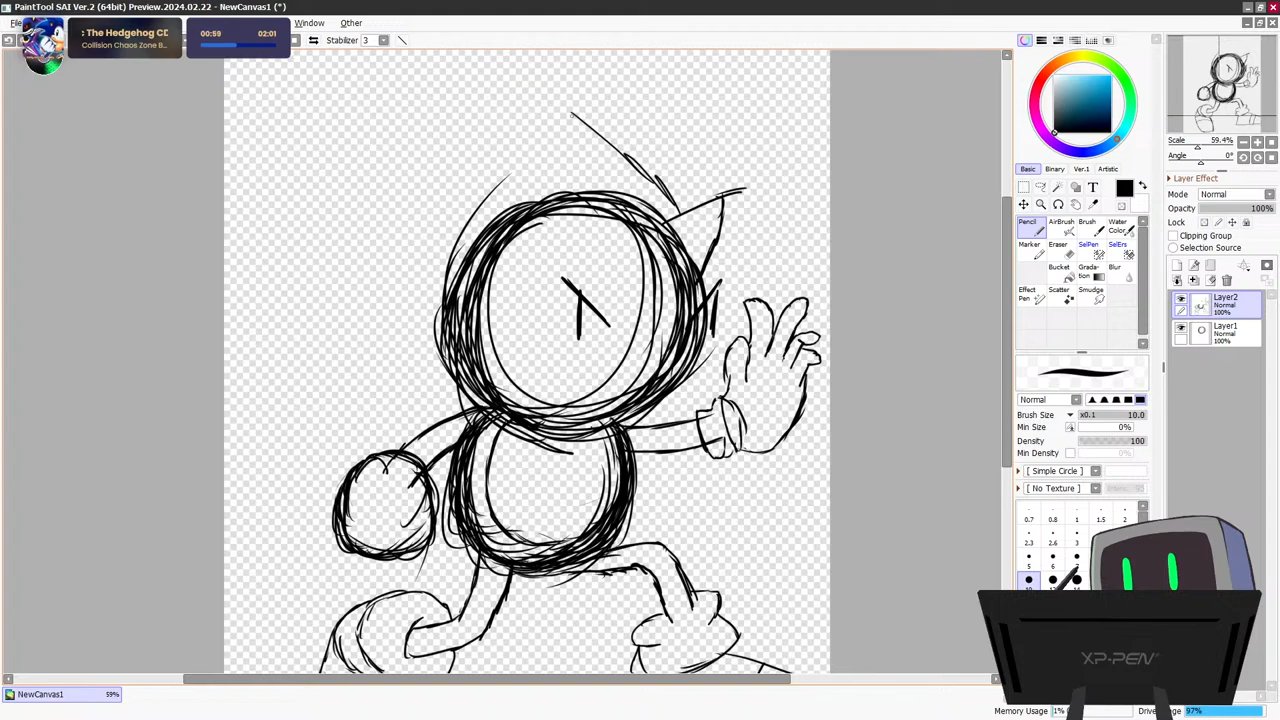 PaintTool SAI Ver.2 (64bit) Preview.2024.02.22 - NewCanvas1 (*)
Window
Other
: The Hedgehog CD
Collision Chaos Zone B...
00:59
02:01
Stabilizer
3
Scale
59.4%
Angle
0°
Layer Effect
Mode
Normal
Opacity
100%
Lock
Clipping Group
Selection Source
Layer2
Normal
100%
Layer1
Normal
100%
Basic
Binary
Ver.1
Artistic
T
Pencil
AirBrush
Brush
Water
Color
Marker
Eraser
SelPen
SelErs
Bucket
Grada-
tion
Blur
Effect
Pen
Scatter
Smudge
Normal
Brush Size
x0.1
10.0
Min Size
0%
Density
100
Min Density
0%
[ Simple Circle ]
[ No Texture ]
0.7
0.8
1
1.5
2
2.3
2.6
3
5
6
XP-PEN
NewCanvas1
59%
Memory Usage
1%
97%